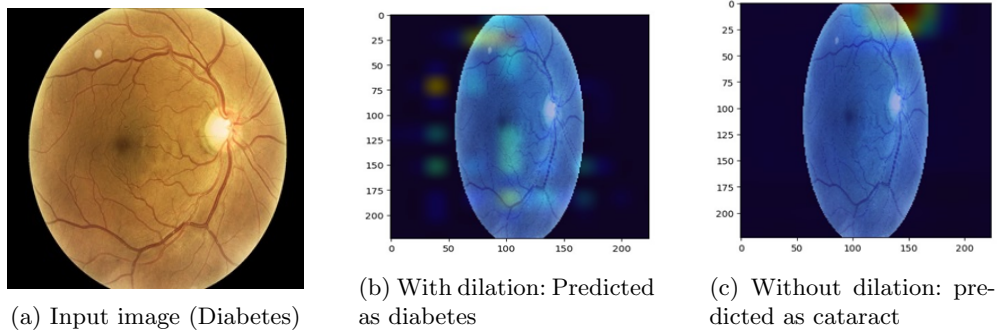 0
25
50
75
100
125
150
175
200
0 50 100 150 200
0
25
50
75
100
125
150
175
200
0 50 100 150 200
(a) Input image (Diabetes)
(b) With dilation: Predicted
as diabetes
(c) Without dilation: pre-
dicted as cataract